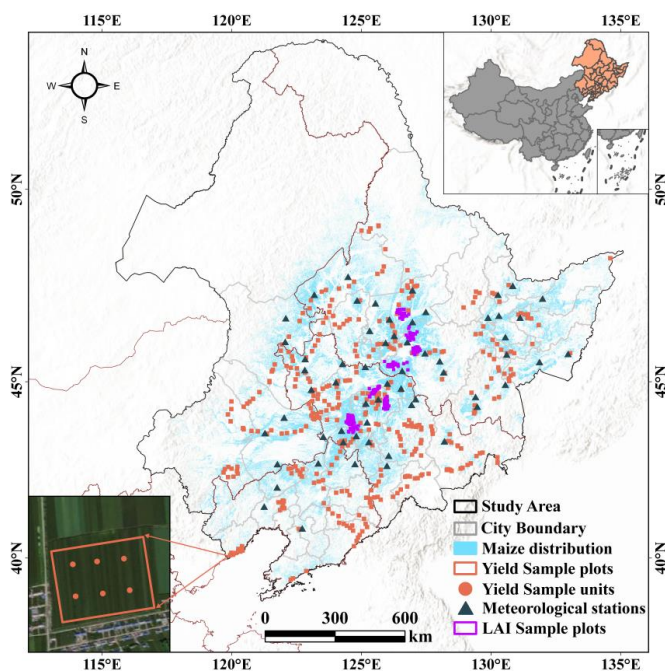 115°E 120°E 125°E 130°E 135°E
N
W E
S
50°N 50°N
45°N 45°N
40°N 40°N
Study Area
City Boundary
Maize distribution
Yield Sample plots
Yield Sample units
Meteorological stations
LAI Sample plots
0 300 600
km
115°E 120°E 125°E 130°E 135°E